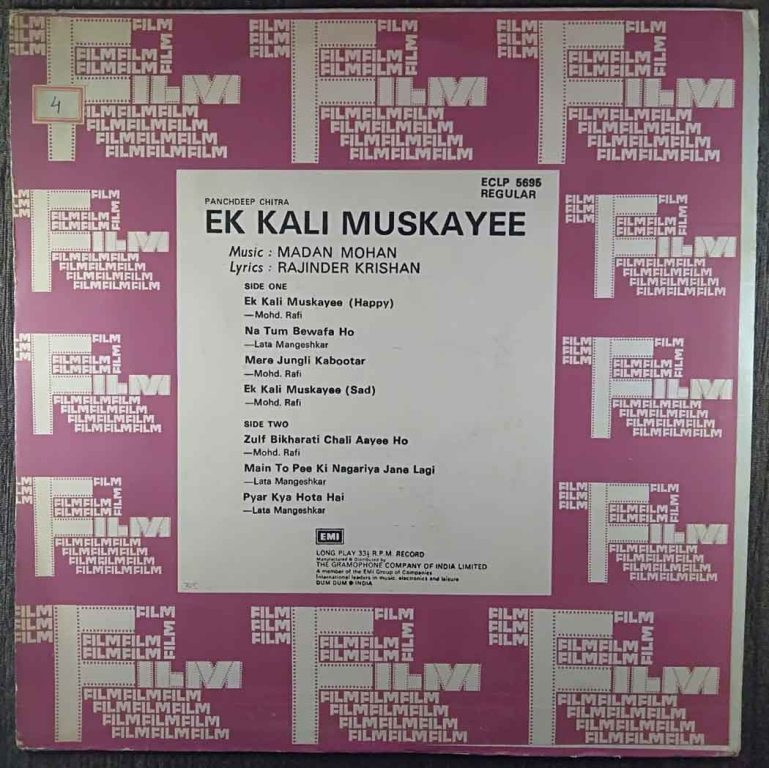 4
FILM
ECLP 5695
REGULAR
PANCHDEEP CHITRA
EK KALI MUSKAYEE
Music : MADAN MOHAN
Lyrics : RAJINDER KRISHAN
SIDE ONE
Ek Kali Muskayee (Happy)
—Mohd. Rafi
Na Tum Bewafa Ho
—Lata Mangeshkar
Mere Jungli Kabootar
—Mohd. Rafi
Ek Kali Muskayee (Sad)
—Mohd. Rafi
SIDE TWO
Zulf Bikharati Chali Aayee Ho
—Mohd. Rafi
Main To Pee Ki Nagariya Jane Lagi
—Lata Mangeshkar
Pyar Kya Hota Hai
—Lata Mangeshkar
EMI
LONG PLAY 33⅓ R.P.M. RECORD
Manufactured & Distributed by
THE GRAMOPHONE COMPANY OF INDIA LIMITED
A member of the EMI Group of Companies
International leaders in music, electronics and leisure
DUM DUM ● INDIA